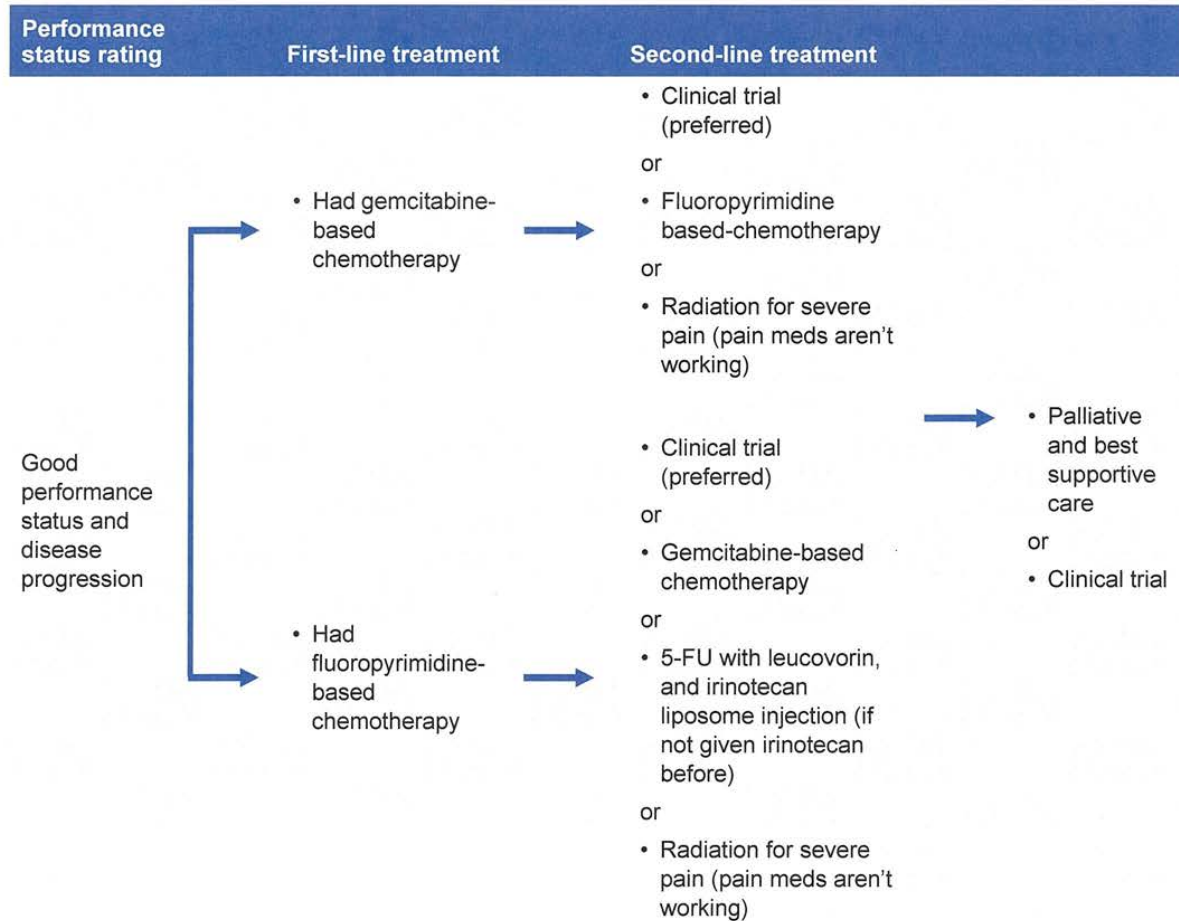 Performance
status rating
First-line treatment
Second-line treatment
Good
performance
status and
disease
progression
• Had gemcitabine-
based
chemotherapy
• Clinical trial
(preferred)
or
• Fluoropyrimidine
based-chemotherapy
or
• Radiation for severe
pain (pain meds aren't
working)
• Had
fluoropyrimidine-
based
chemotherapy
• Clinical trial
(preferred)
or
• Gemcitabine-based
chemotherapy
or
• 5-FU with leucovorin,
and irinotecan
liposome injection (if
not given irinotecan
before)
or
• Radiation for severe
pain (pain meds aren't
working)
• Palliative
and best
supportive
care
or
• Clinical trial